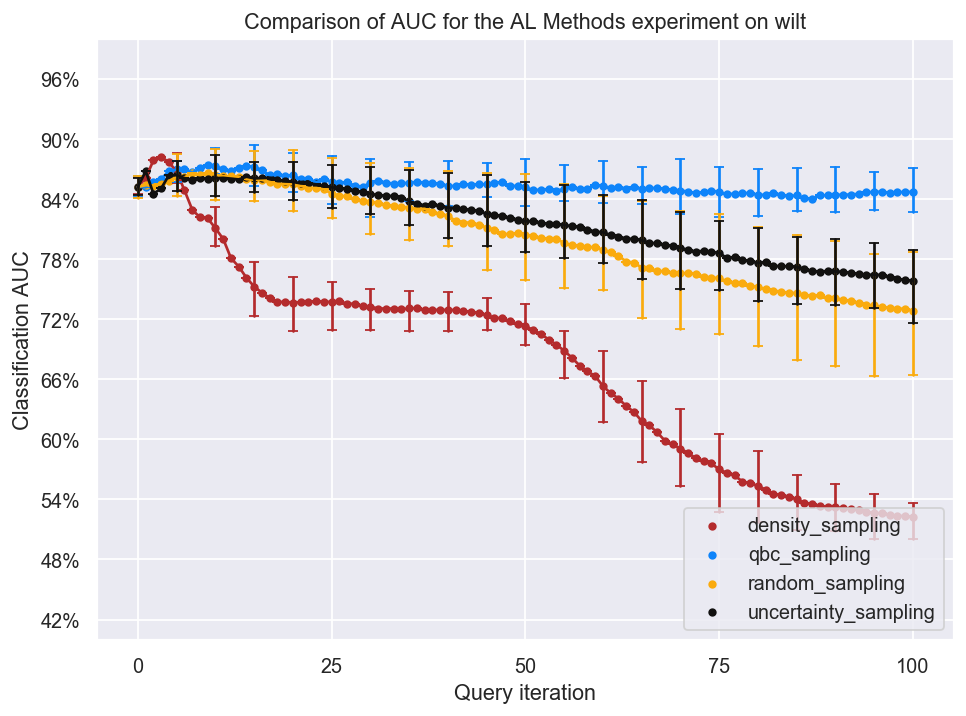 Comparison of AUC for the AL Methods experiment on wilt
Classification AUC
96%
90%
84%
78%
72%
66%
60%
54%
48%
42%
density_sampling
qbc_sampling
random_sampling
uncertainty_sampling
0
25
50
75
100
Query iteration